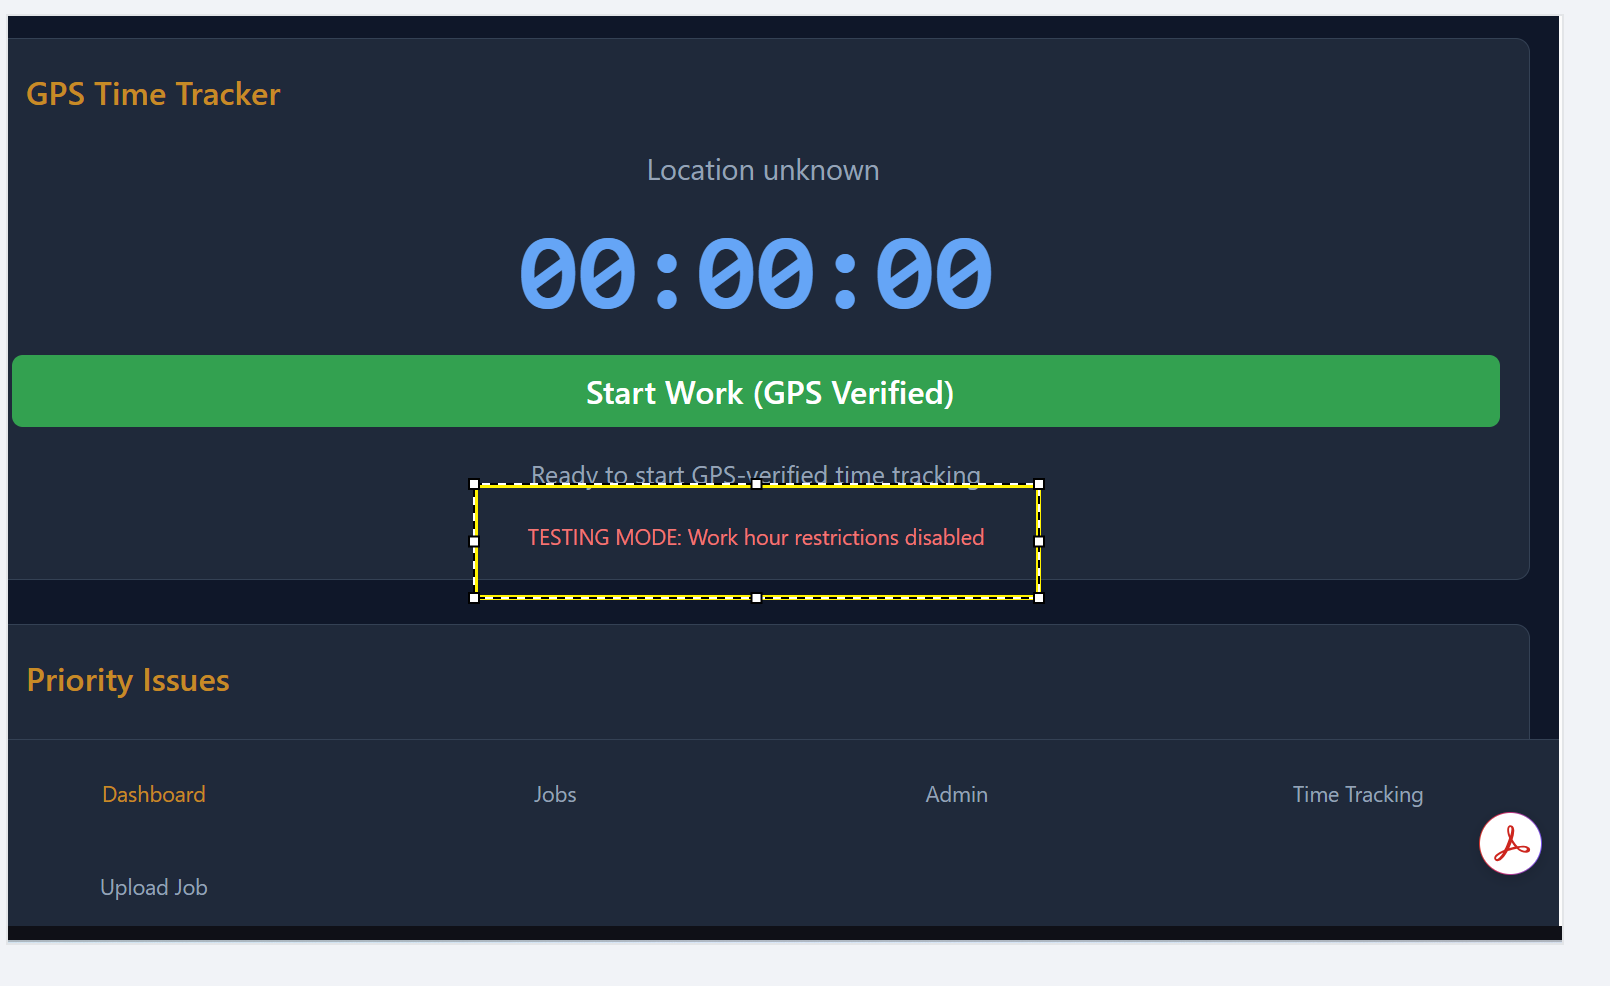 GPS Time Tracker
Location unknown
00:00:00
Start Work (GPS Verified)
Ready to start GPS-verified time tracking
TESTING MODE: Work hour restrictions disabled
Priority Issues
Dashboard
Jobs
Admin
Time Tracking
Upload Job